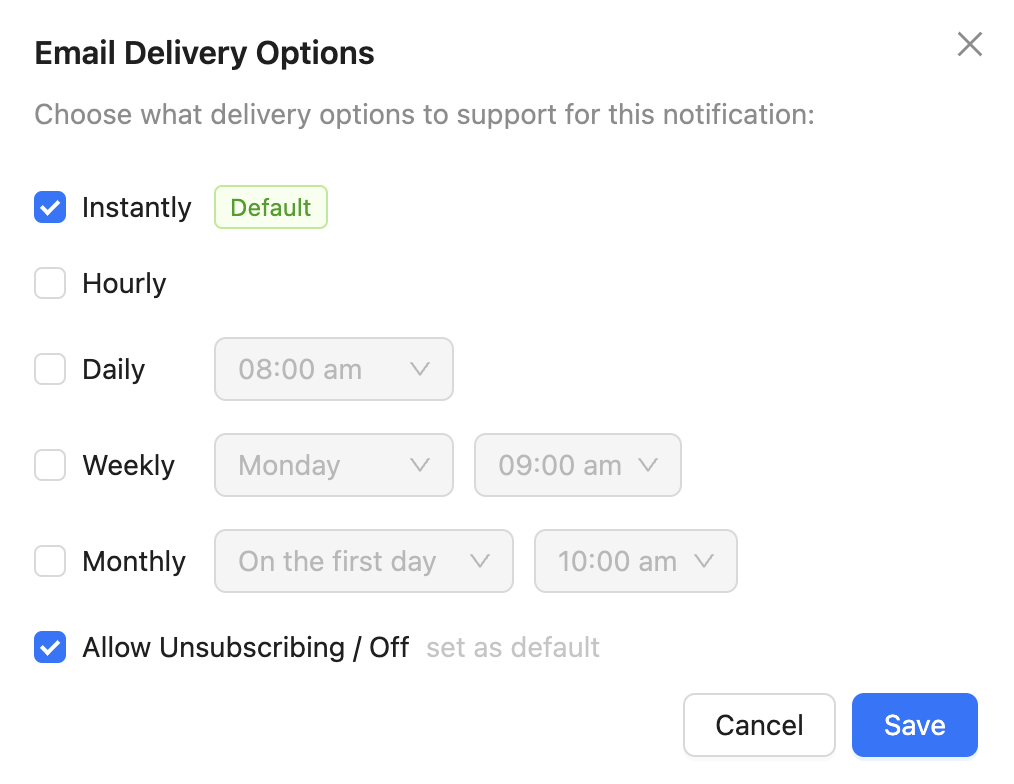 Email Delivery Options
Choose what delivery options to support for this notification:
Instantly Default
Hourly
Daily 08:00 am
Weekly Monday 09:00 am
Monthly On the first day 10:00 am
Allow Unsubscribing / Off set as default
Cancel Save